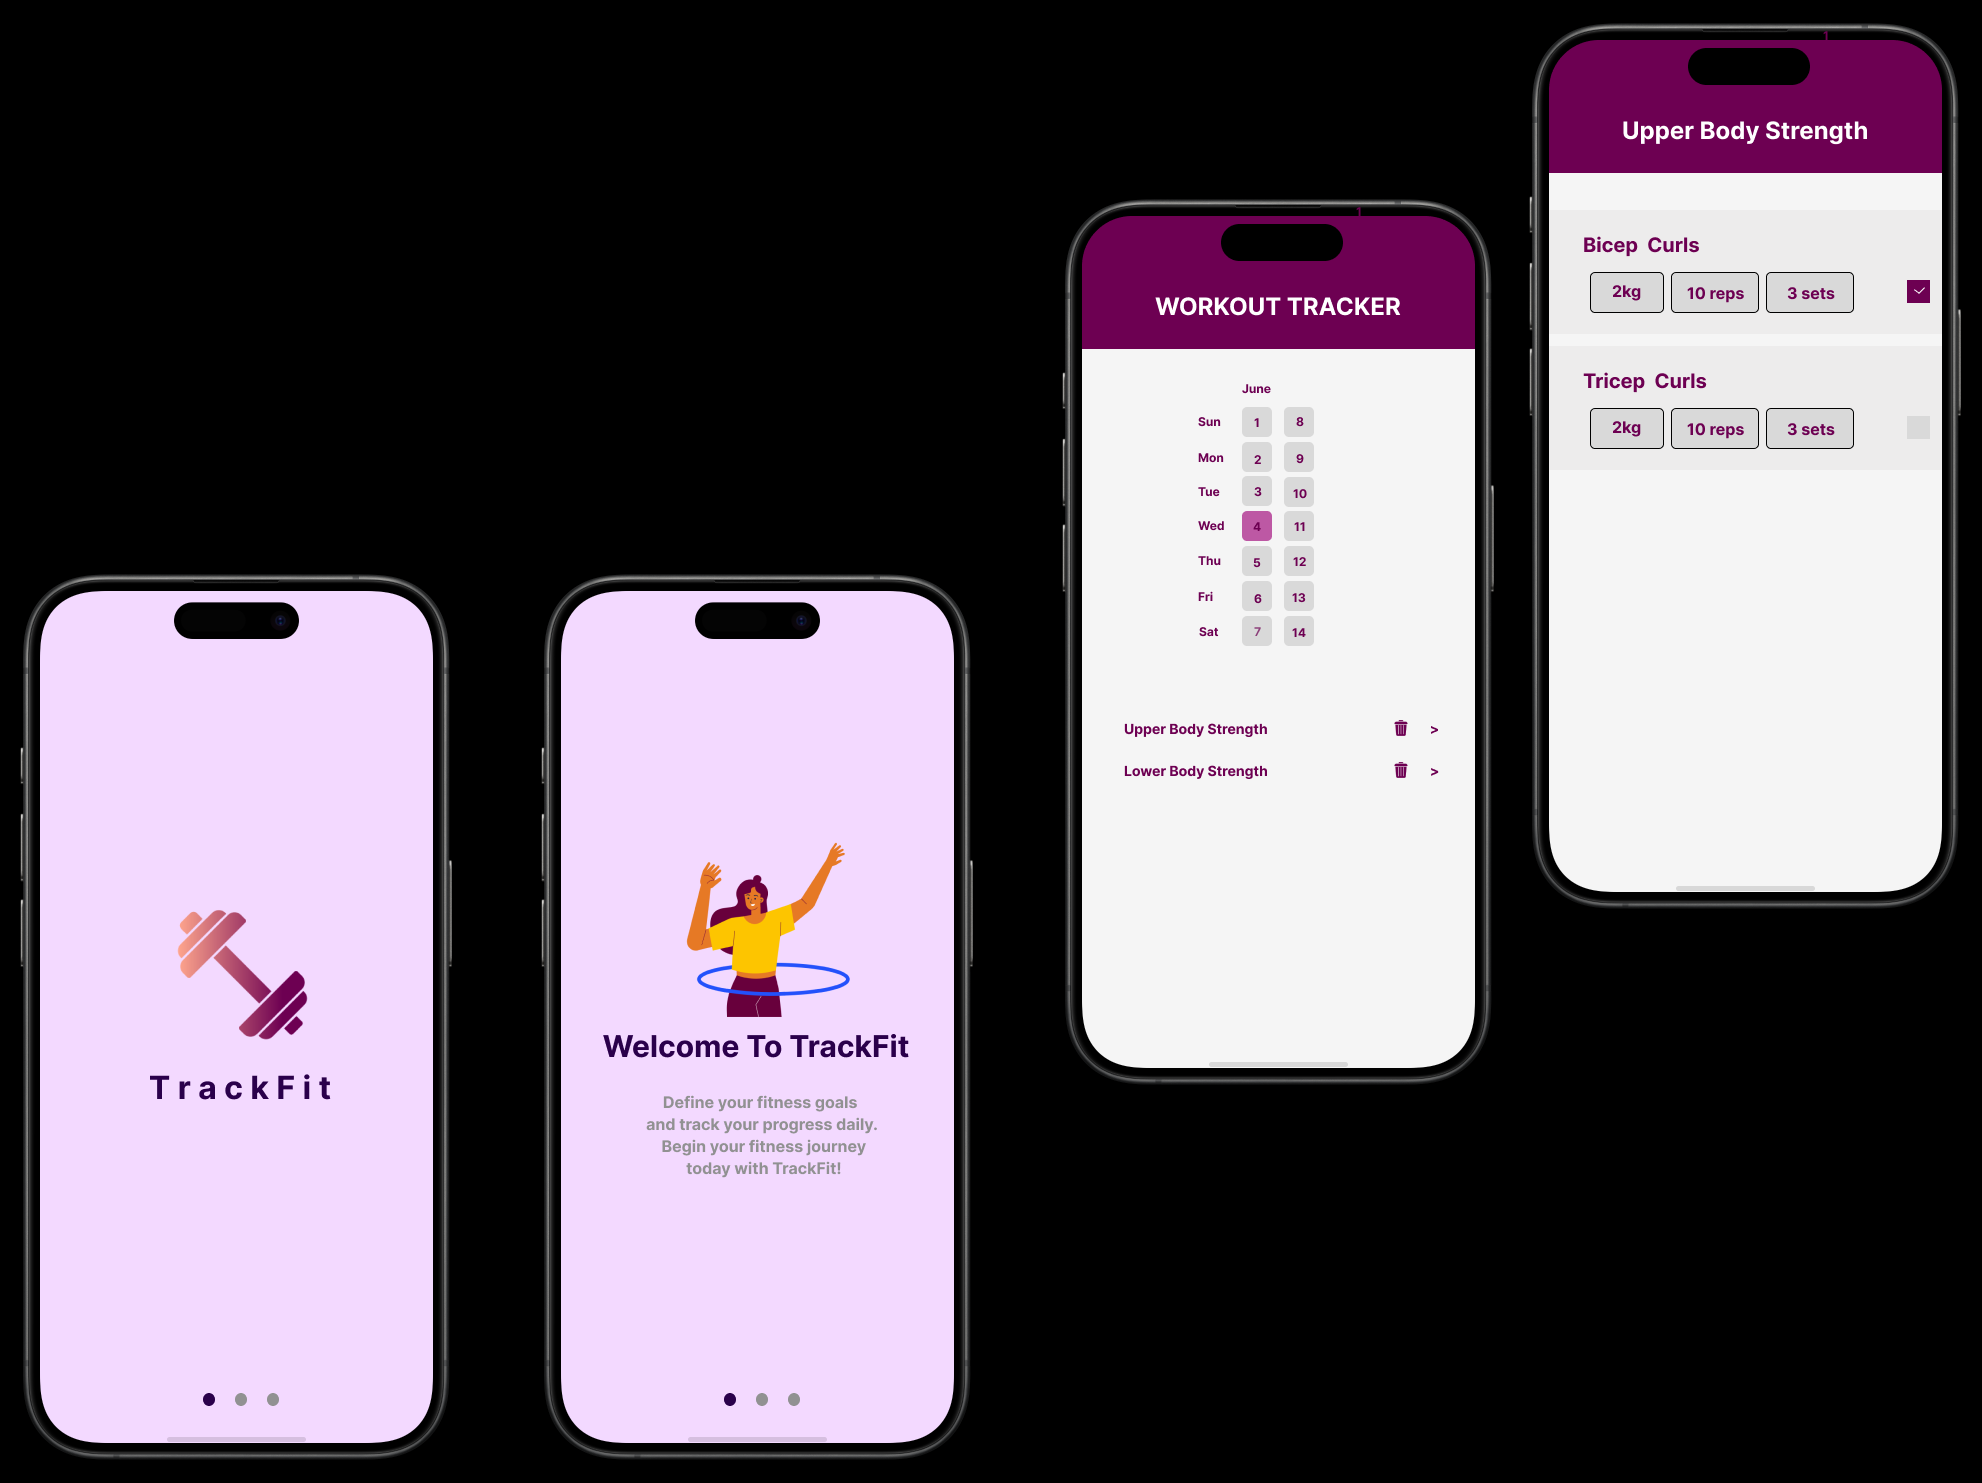 TrackFit
Welcome To TrackFit
Define your fitness goals
and track your progress daily.
Begin your fitness journey
today with TrackFit!
1
WORKOUT TRACKER
June
Sun 1 8
Mon 2 9
Tue 3 10
Wed 4 11
Thu 5 12
Fri 6 13
Sat 7 14
Upper Body Strength >
Lower Body Strength >
1
Upper Body Strength
Bicep Curls
2kg 10 reps 3 sets
Tricep Curls
2kg 10 reps 3 sets